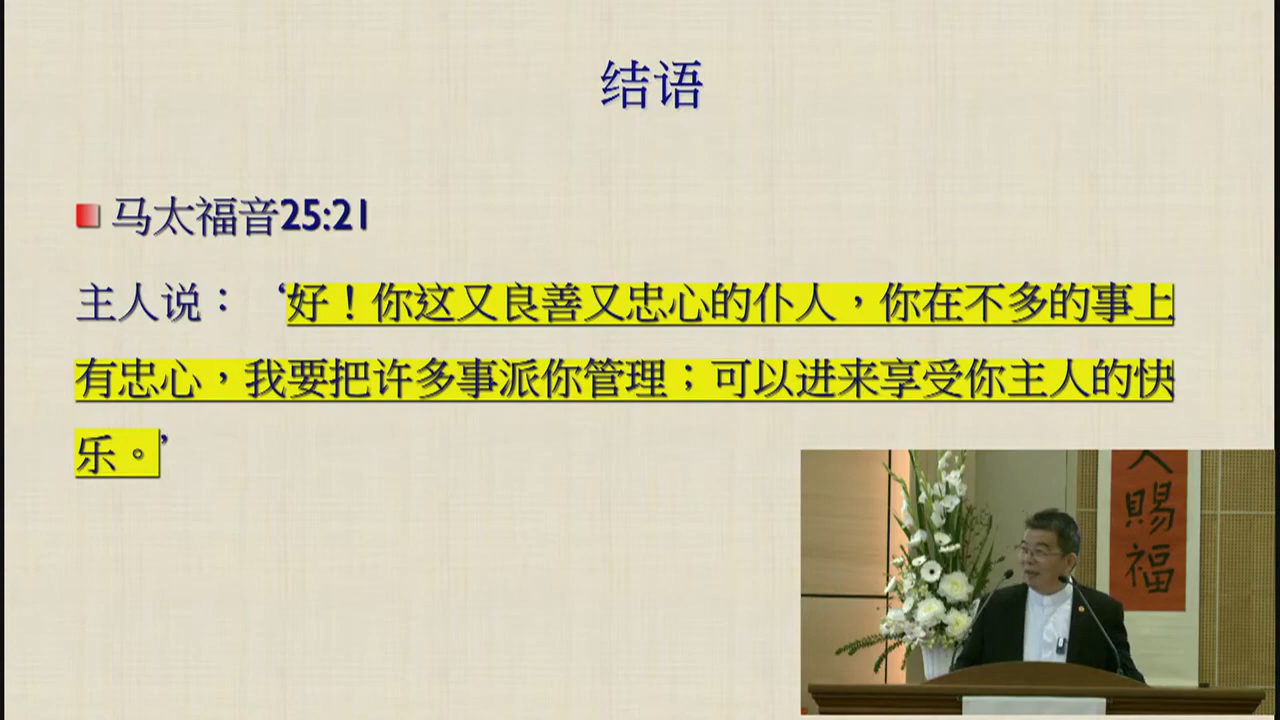 结语
马太福音25:21
主人说：‘好！你这又良善又忠心的仆人，你在不多的事上
有忠心，我要把许多事派你管理；可以进来享受你主人的快
乐。’
賜
福